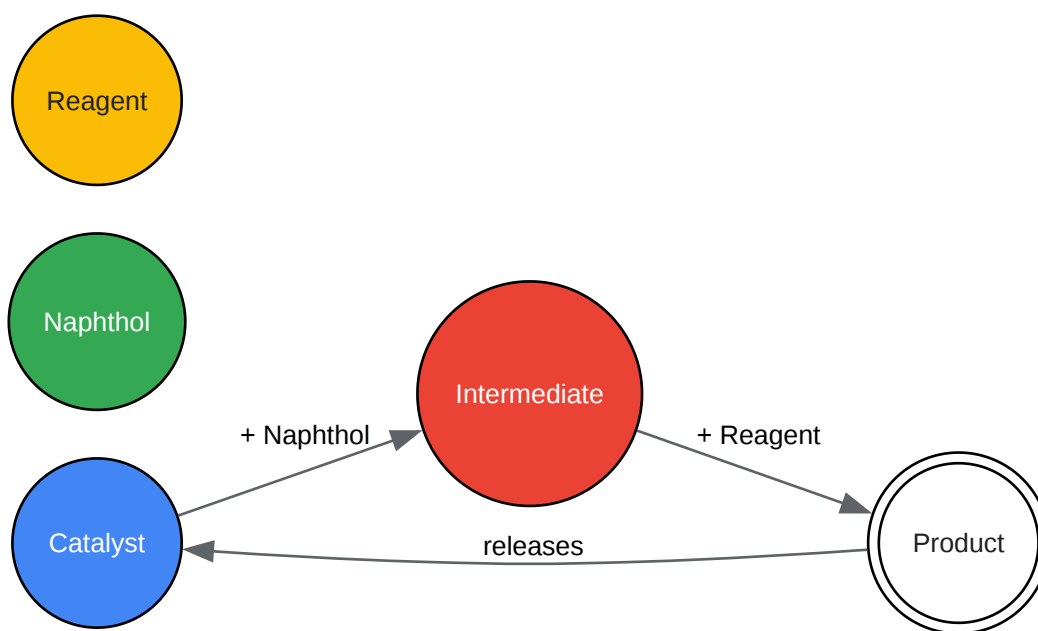 Reagent
Naphthol
Intermediate
+ Naphthol
+ Reagent
Catalyst
releases
Product